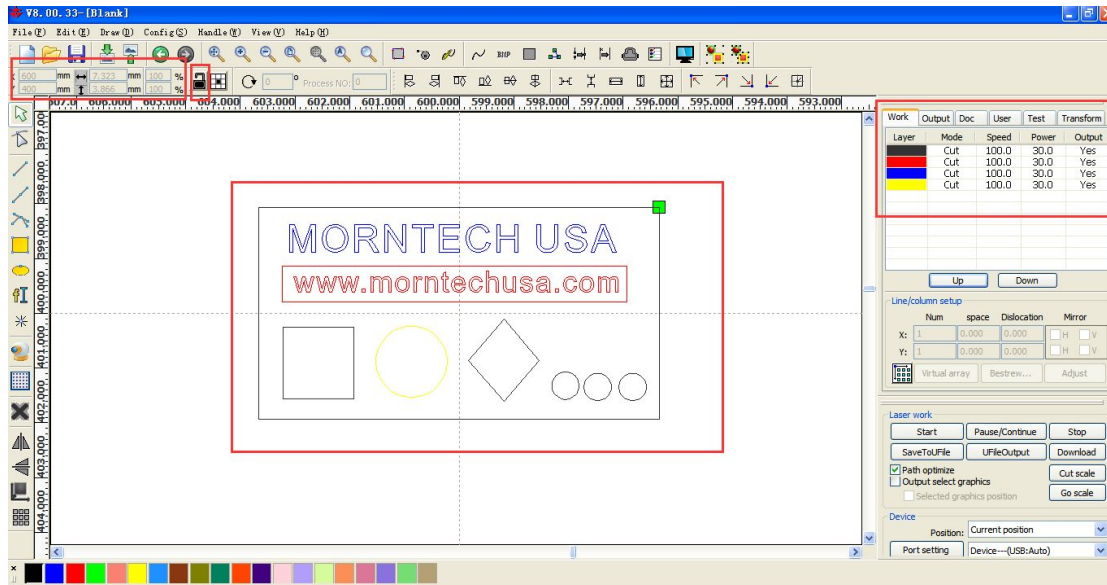 V8.00.33-[Blank]
File(F) Edit(E) Draw(D) Config(S) Handle(W) View(V) Help(H)
BMP
X 600 mm 7.323 mm 100 %
Y 400 mm 3.866 mm 100 %
0 ° Process NO: 0
607.0 606.000 605.000 604.000 603.000 602.000 601.000 600.000 599.000 598.000 597.000 596.000 595.000 594.000 593.000
397.000
398.000
399.000
400.000
401.000
402.000
403.000
404.000
MORNTECH USA
www.morntechusa.com
Work Output Doc User Test Transform
Layer Mode Speed Power Output
Cut 100.0 30.0 Yes
Cut 100.0 30.0 Yes
Cut 100.0 30.0 Yes
Cut 100.0 30.0 Yes
Up Down
Line/column setup
Num space Dislocation Mirror
X: 1 0.000 0.000 H V
Y: 1 0.000 0.000 H V
Virtual array Bestrew... Adjust
Laser work
Start Pause/Continue Stop
SaveToUFile UFileOutput Download
Path optimize
Output select graphics
Selected graphics position
Cut scale
Go scale
Device
Position: Current position
Port setting Device---(USB:Auto)